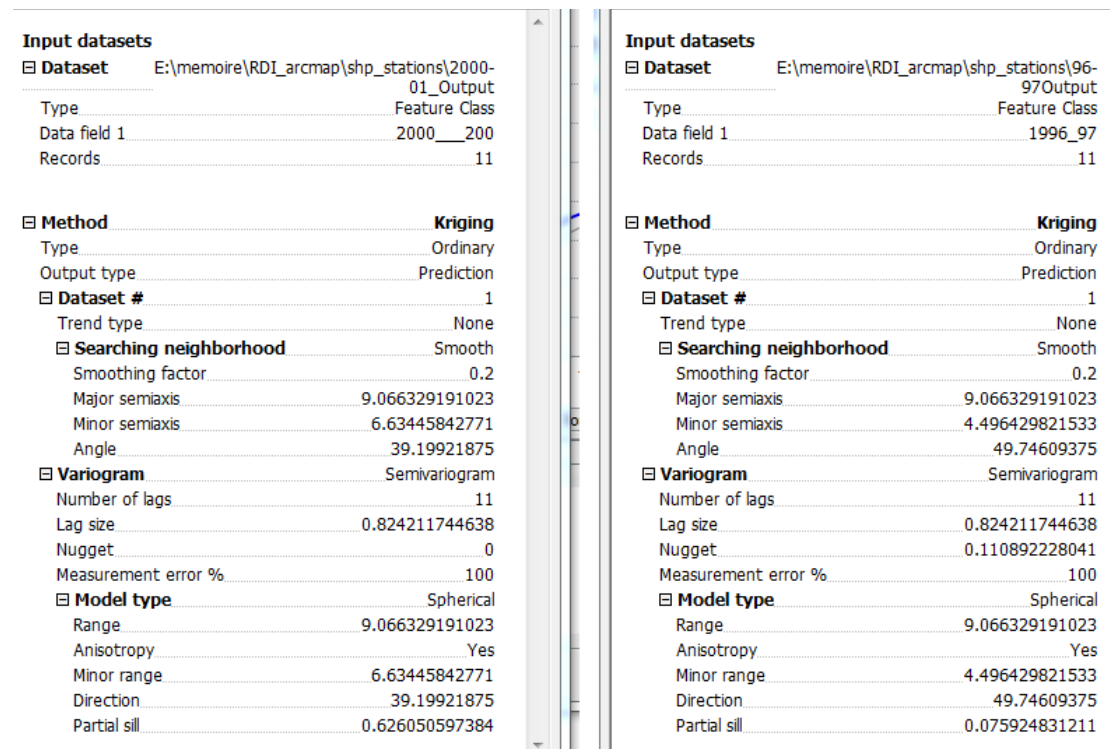 Input datasets
Dataset E:\memoire\RDI_arcmap\shp_stations\2000-
01_Output
Type Feature Class
Data field 1 2000___200
Records 11
Method Kriging
Type Ordinary
Output type Prediction
Dataset # 1
Trend type None
Searching neighborhood Smooth
Smoothing factor 0.2
Major semiaxis 9.066329191023
Minor semiaxis 6.63445842771
Angle 39.19921875
Variogram Semivariogram
Number of lags 11
Lag size 0.824211744638
Nugget 0
Measurement error % 100
Model type Spherical
Range 9.066329191023
Anisotropy Yes
Minor range 6.63445842771
Direction 39.19921875
Partial sill 0.626050597384
Input datasets
Dataset E:\memoire\RDI_arcmap\shp_stations\96-
97Output
Type Feature Class
Data field 1 1996_97
Records 11
Method Kriging
Type Ordinary
Output type Prediction
Dataset # 1
Trend type None
Searching neighborhood Smooth
Smoothing factor 0.2
Major semiaxis 9.066329191023
Minor semiaxis 4.496429821533
Angle 49.74609375
Variogram Semivariogram
Number of lags 11
Lag size 0.824211744638
Nugget 0.110892228041
Measurement error % 100
Model type Spherical
Range 9.066329191023
Anisotropy Yes
Minor range 4.496429821533
Direction 49.74609375
Partial sill 0.075924831211